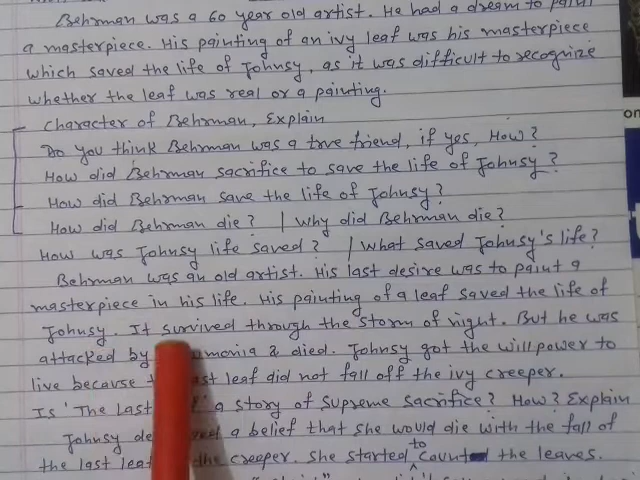 Behrman was a 60 year old artist. He had a dream to paint
a masterpiece. His painting of an ivy leaf was his masterpiece
which saved the life of Johnsy, as it was difficult to recognize
whether the leaf was real or a painting.
Character of Behrman, Explain
Do you think Behrman was a true friend, if yes, How?
How did Behrman sacrifice to save the life of Johnsy?
How did Behrman save the life of Johnsy?
How did Behrman die? | Why did Behrman die?
How was Johnsy life saved? | What saved Johnsy's life?
Behrman was an old artist. His last desire was to paint a
masterpiece in his life. His painting of a leaf saved the life of
Johnsy. It survived through the storm of night. But he was
attacked by umonia & died. Johnsy got the willpower to
live because ast leaf did not fall off the ivy creeper.
Is 'The Last ' a story of supreme sacrifice? How? Explain
Johnsy de a belief that she would die with the fall of
the last lea the creeper. She started to count the leaves.
on